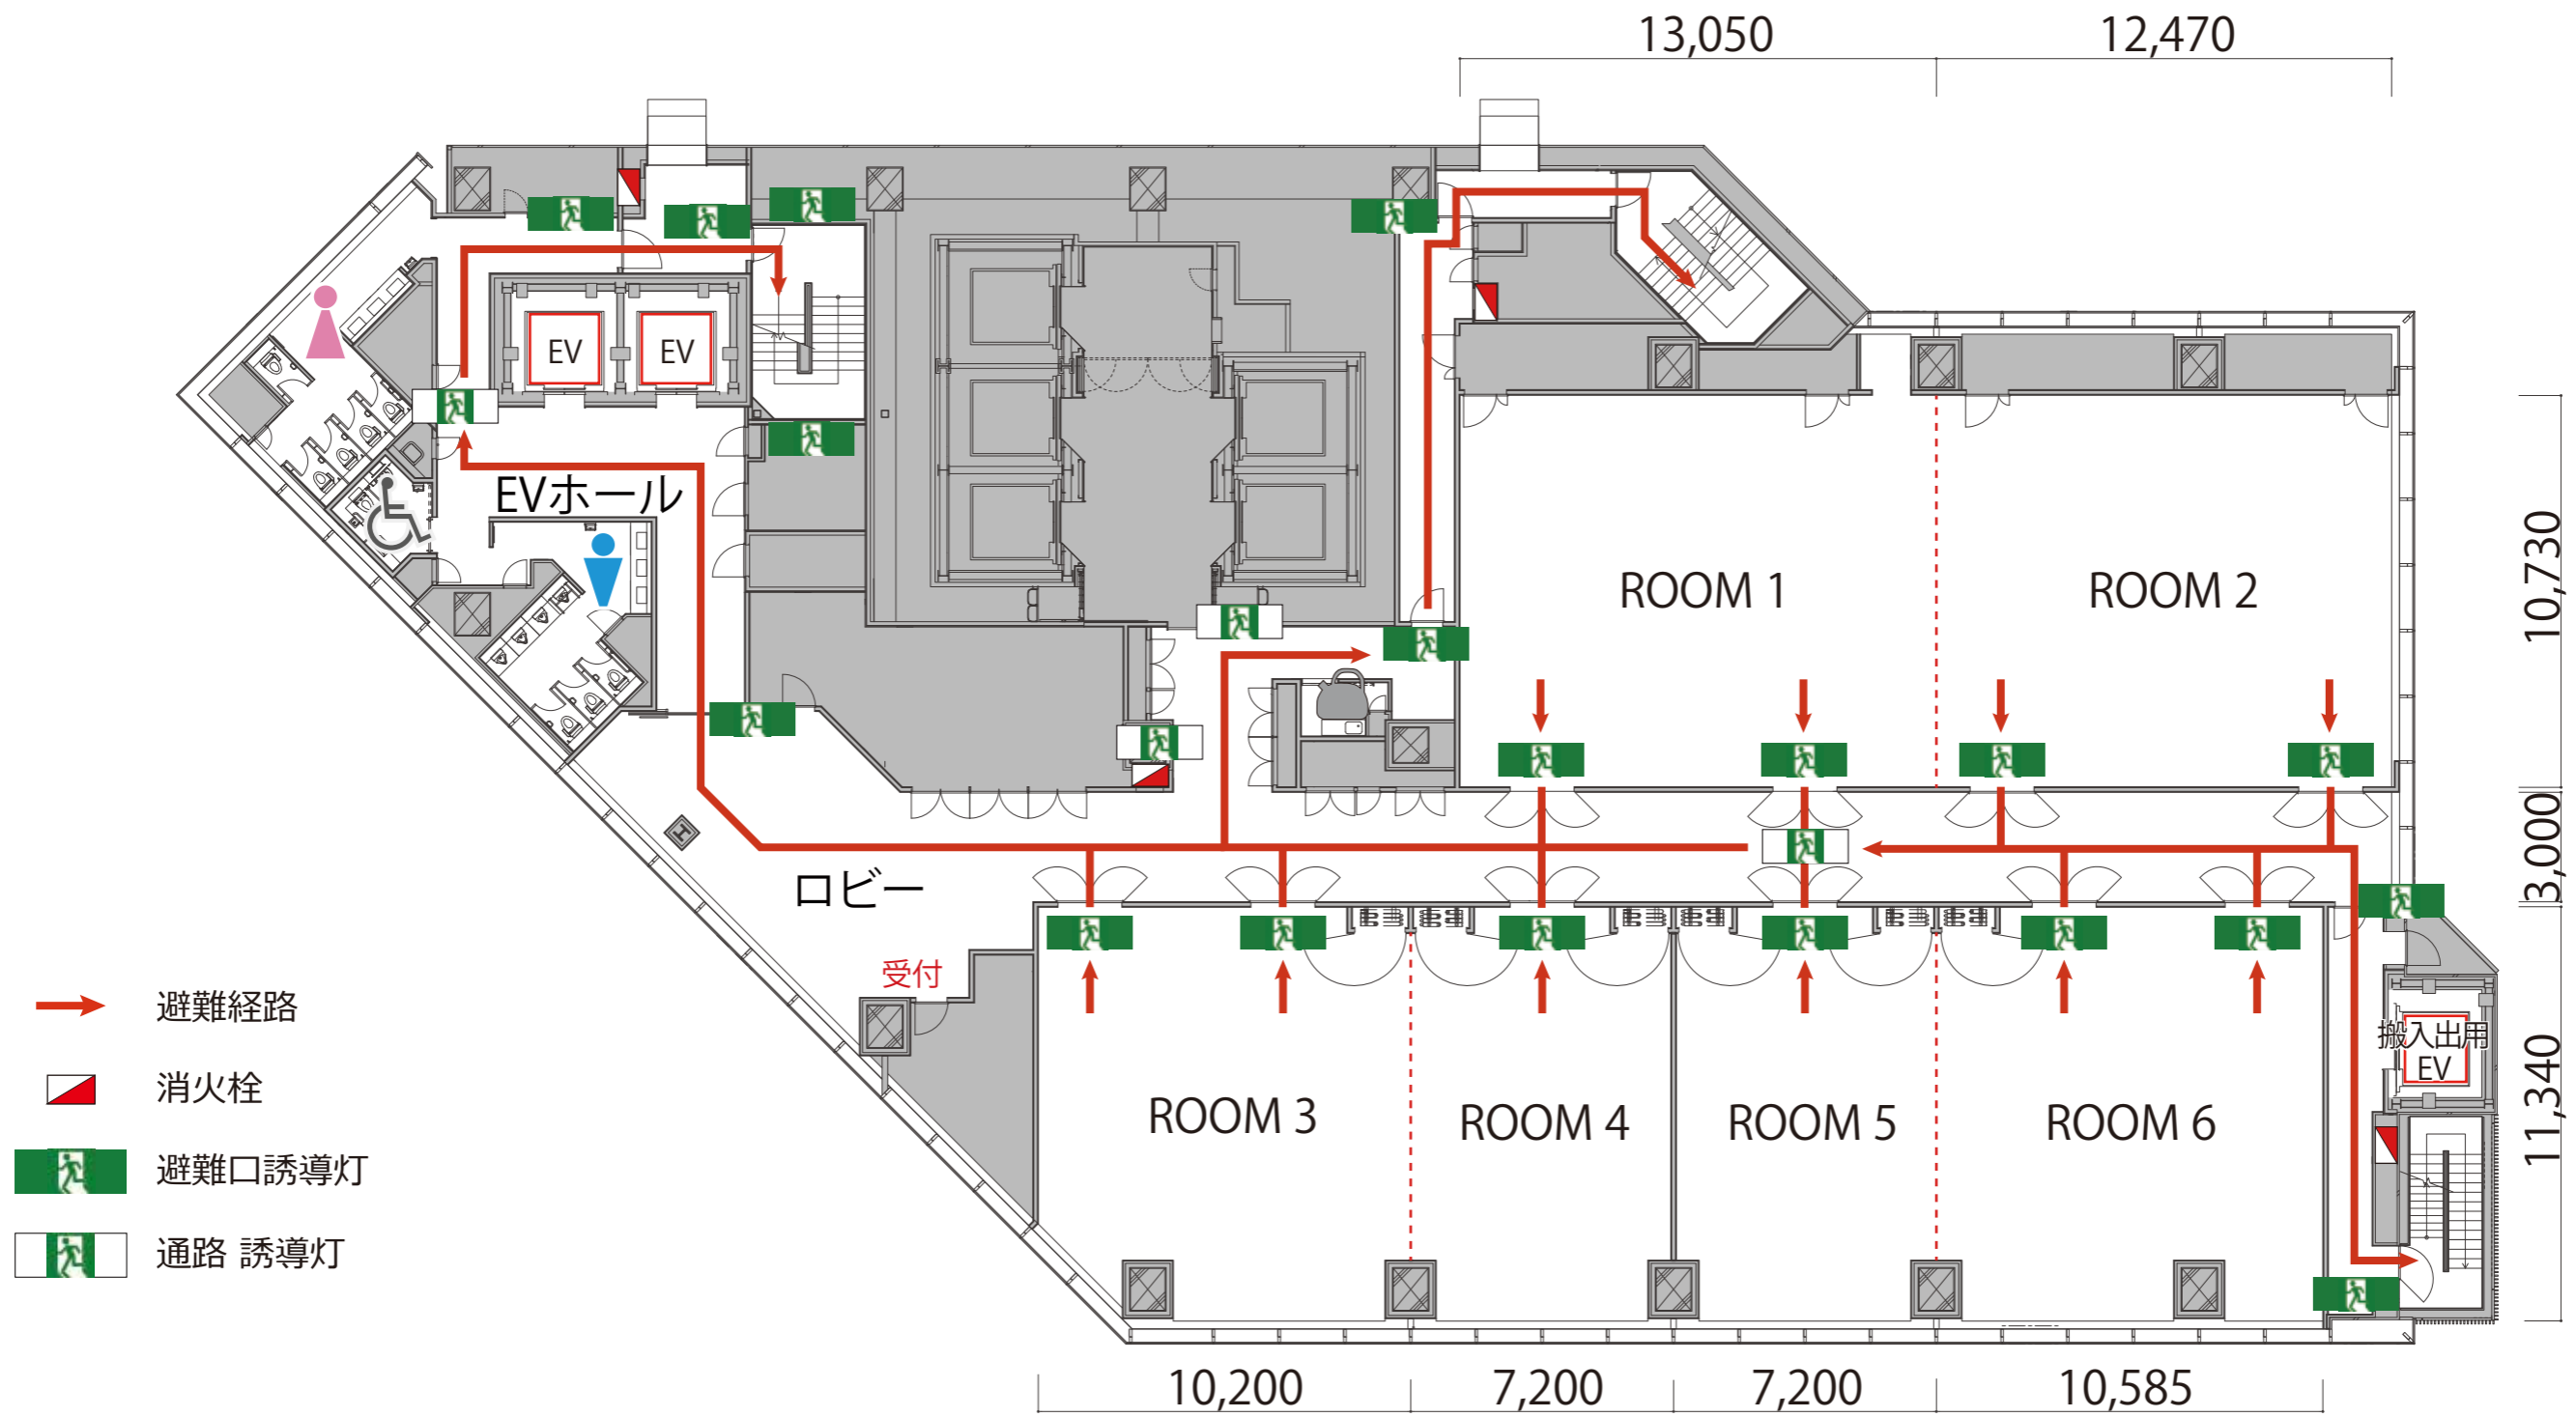 13,050
12,470
EV
EV
EVホール
ROOM 1
ROOM 2
10,730
3,000
ロビー
受付
避難経路
消火栓
避難口誘導灯
通路 誘導灯
ROOM 3
ROOM 4
ROOM 5
ROOM 6
搬入出用
EV
11,340
10,200
7,200
7,200
10,585